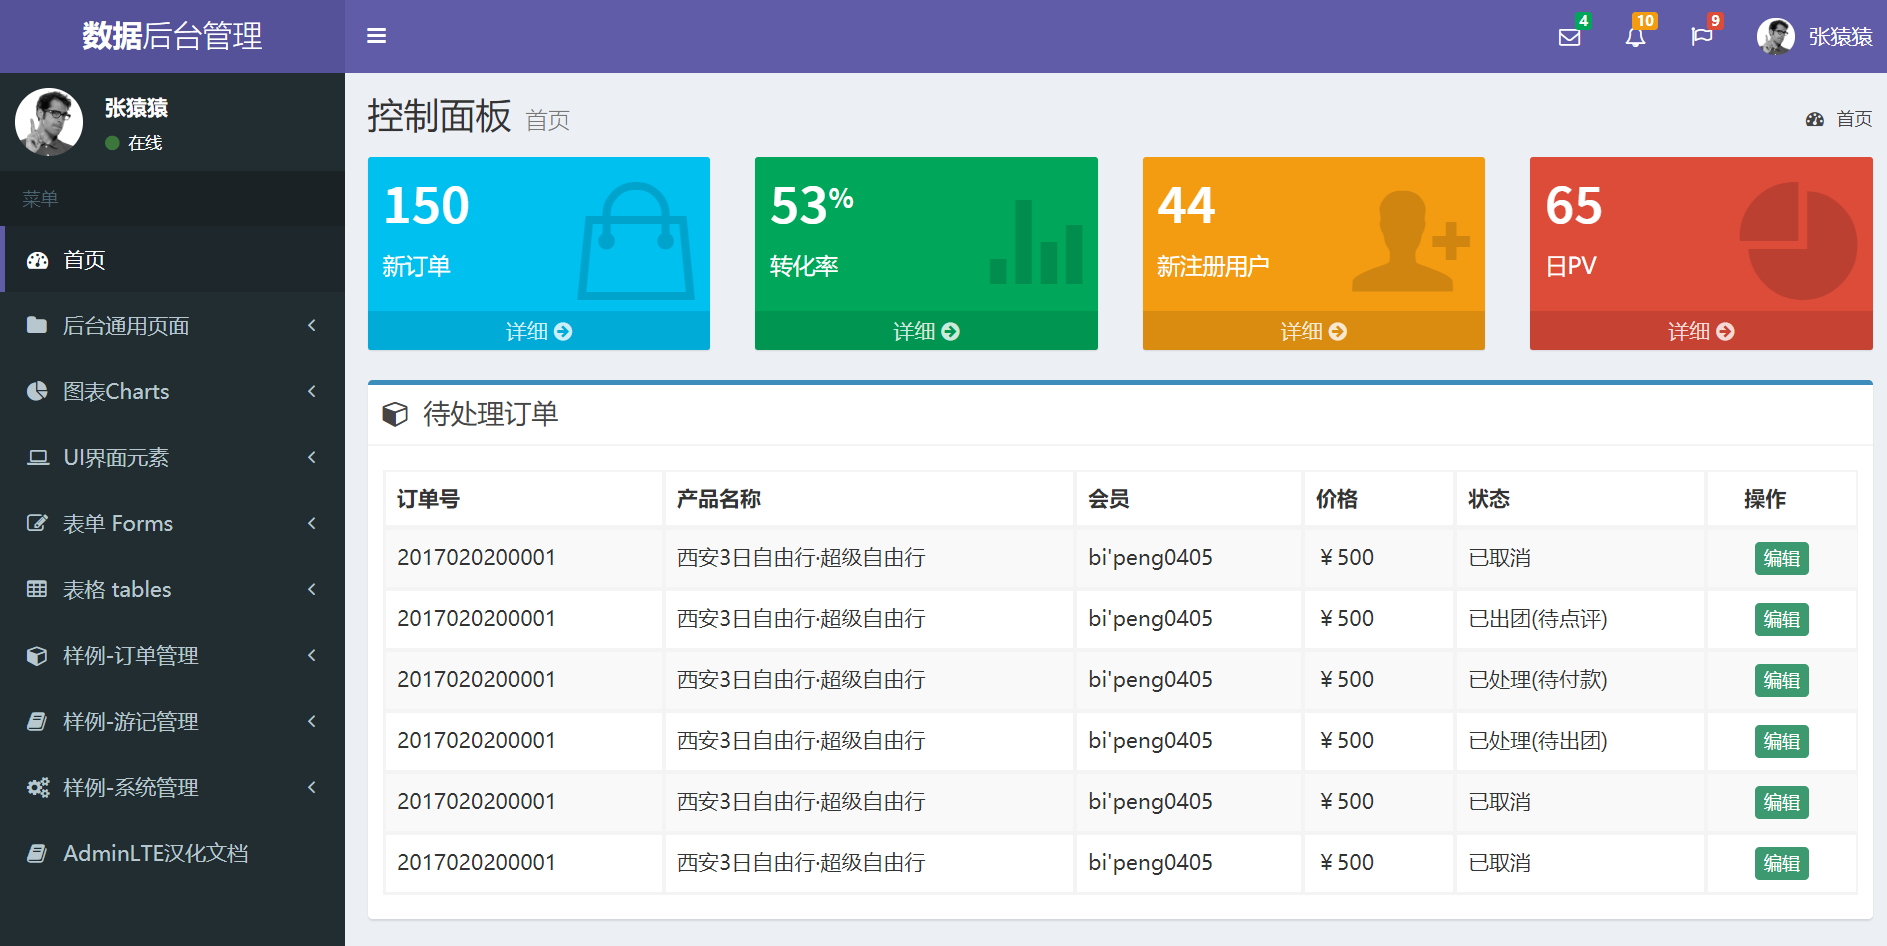 数据后台管理
4
10
9
张猿猿
张猿猿
在线
菜单
首页
后台通用页面
图表Charts
UI界面元素
表单 Forms
表格 tables
样例-订单管理
样例-游记管理
样例-系统管理
AdminLTE汉化文档
控制面板 首页
首页
150
新订单
详细
53%
转化率
详细
44
新注册用户
详细
65
日PV
详细
待处理订单
订单号 产品名称 会员 价格 状态 操作
2017020200001 西安3日自由行·超级自由行 bi'peng0405 ¥500 已取消 编辑
2017020200001 西安3日自由行·超级自由行 bi'peng0405 ¥500 已出团(待点评) 编辑
2017020200001 西安3日自由行·超级自由行 bi'peng0405 ¥500 已处理(待付款) 编辑
2017020200001 西安3日自由行·超级自由行 bi'peng0405 ¥500 已处理(待出团) 编辑
2017020200001 西安3日自由行·超级自由行 bi'peng0405 ¥500 已取消 编辑
2017020200001 西安3日自由行·超级自由行 bi'peng0405 ¥500 已取消 编辑